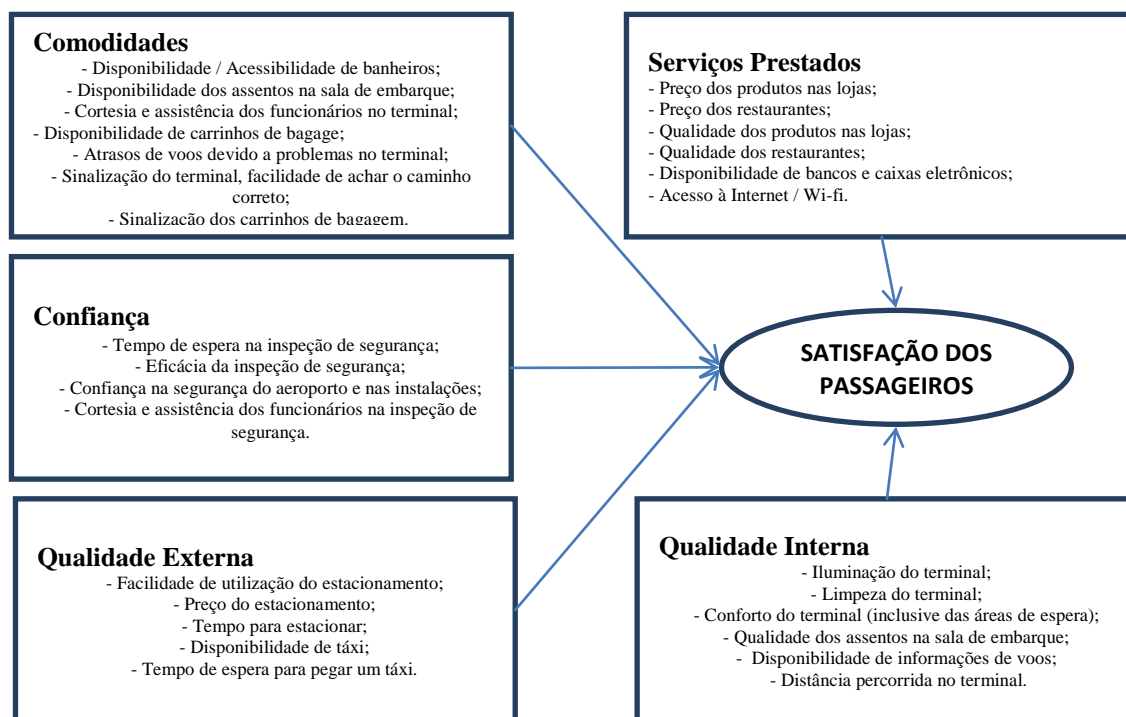 Comodidades
- Disponibilidade / Acessibilidade de banheiros;
- Disponibilidade dos assentos na sala de embarque;
- Cortesia e assistência dos funcionários no terminal;
- Disponibilidade de carrinhos de bagage;
- Atrasos de voos devido a problemas no terminal;
- Sinalização do terminal, facilidade de achar o caminho
correto;
- Sinalização dos carrinhos de bagagem.
Serviços Prestados
- Preço dos produtos nas lojas;
- Preço dos restaurantes;
- Qualidade dos produtos nas lojas;
- Qualidade dos restaurantes;
- Disponibilidade de bancos e caixas eletrônicos;
- Acesso à Internet / Wi-fi.
Confiança
- Tempo de espera na inspeção de segurança;
- Eficácia da inspeção de segurança;
- Confiança na segurança do aeroporto e nas instalações;
- Cortesia e assistência dos funcionários na inspeção de
segurança.
SATISFAÇÃO DOS
PASSAGEIROS
Qualidade Externa
- Facilidade de utilização do estacionamento;
- Preço do estacionamento;
- Tempo para estacionar;
- Disponibilidade de táxi;
- Tempo de espera para pegar um táxi.
Qualidade Interna
- Iluminação do terminal;
- Limpeza do terminal;
- Conforto do terminal (inclusive das áreas de espera);
- Qualidade dos assentos na sala de embarque;
- Disponibilidade de informações de voos;
- Distância percorrida no terminal.